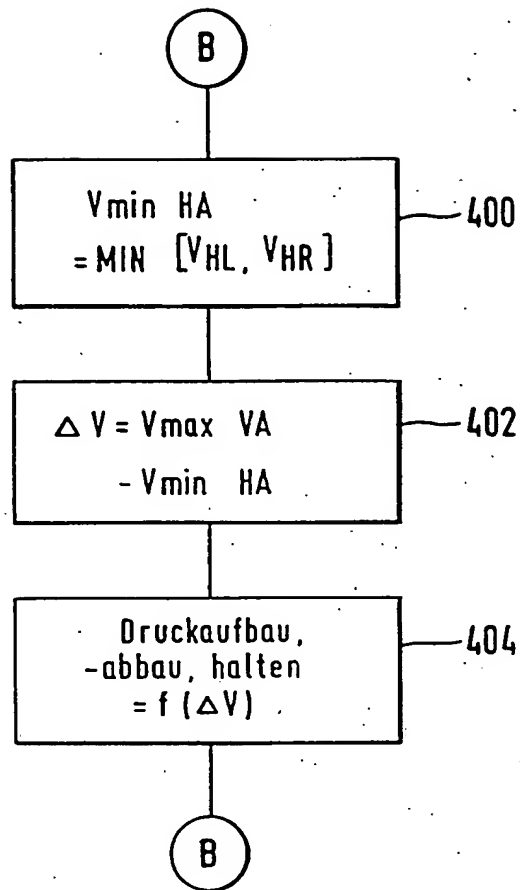 B
Vmin HA
= MIN [VHL, VHR]
400
Δ V = Vmax VA
- Vmin HA
402
Druckaufbau,
-abbau, halten
= f (Δ V)
404
B